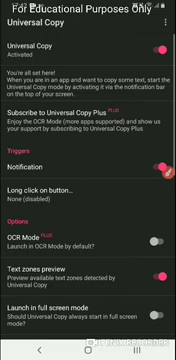 For Educational Purposes Only
Universal Copy
Universal Copy
Activated
You're all set here!
When you are in an app and want to copy some text, start
the Universal Copy mode by activating it via the notification bar
on the top of your screen.
Subscribe to Universal Copy Plus PLUS
Enjoy the OCR Mode (more apps supported) and show us
your support by subscribing to Universal Copy Plus
Triggers
Notification
Long click on button...
None (disabled)
Options
OCR Mode PLUS
Launch in OCR Mode by default?
Text zones preview
Preview available text zones detected by
Universal Copy
Launch in full screen mode
Should Universal Copy always start in full screen
mode?